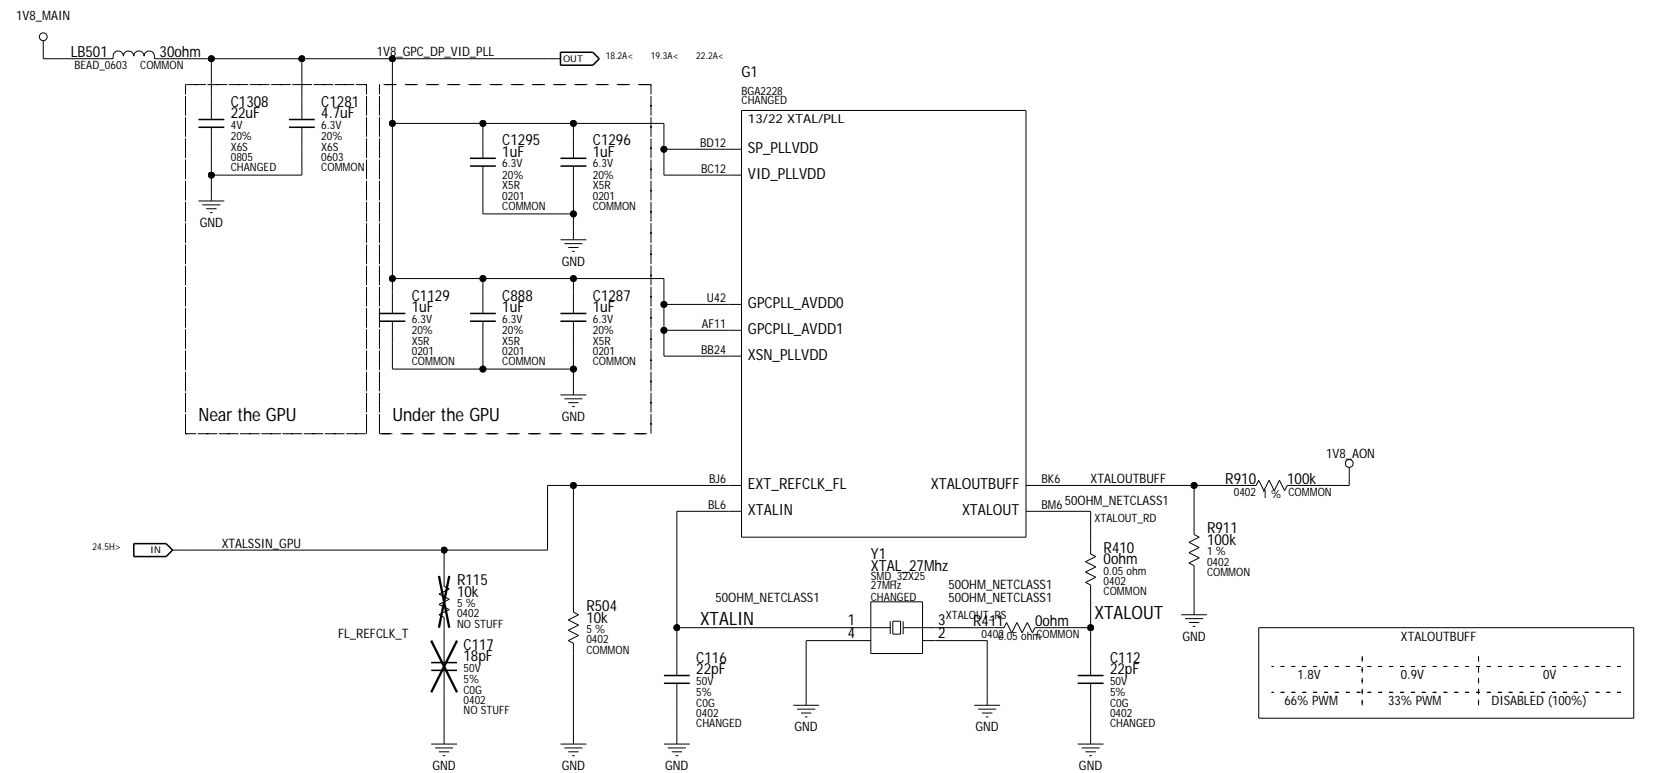 1V8_MAIN
LB501 30ohm
BEAD_0603 COMMON
1V8_GPC_DP_VID_PLL
OUT
18.2A< 19.3A< 22.2A<
C1308
22uF
4V
20%
X6S
0805
CHANGED
C1281
4.7uF
6.3V
20%
X6S
0603
COMMON
GND
Near the GPU
C1295
1uF
6.3V
20%
X5R
0201
COMMON
C1296
1uF
6.3V
20%
X5R
0201
COMMON
GND
C1129
1uF
6.3V
20%
X5R
0201
COMMON
C888
1uF
6.3V
20%
X5R
0201
COMMON
C1287
1uF
6.3V
20%
X5R
0201
COMMON
GND
Under the GPU
G1
BGA2228
CHANGED
13/22 XTAL/PLL
BD12 SP_PLLVDD
BC12 VID_PLLVDD
U42 GPCPLL_AVDD0
AF11 GPCPLL_AVDD1
BB24 XSN_PLLVDD
BJ6 EXT_REFCLK_FL
BL6 XTALIN
XTALOUTBUFF BK6 XTALOUTBUFF
XTALOUT BM6 50OHM_NETCLASS1
XTALOUT_RD
1V8_AON
R910 100k
0402 1 % COMMON
R911
100k
1 %
0402
COMMON
GND
24.5H> IN XTALSSIN_GPU
R115
10k
5 %
0402
NO STUFF
FL_REFCLK_T
C117
18pF
50V
5%
C0G
0402
NO STUFF
GND
R504
10k
5 %
0402
COMMON
GND
50OHM_NETCLASS1
XTALIN
C116
22pF
50V
5%
C0G
0402
CHANGED
GND
Y1
XTAL_27Mhz
SMD_32X25
27MHz
CHANGED
1
4
3
2
GND
GND
50OHM_NETCLASS1
50OHM_NETCLASS1
XTALOUT_RS
R411 0ohm
0402 0.05 ohm COMMON
R410
0ohm
0.05 ohm
0402
COMMON
XTALOUT
C112
22pF
50V
5%
C0G
0402
CHANGED
GND
XTALOUTBUFF
1.8V 0.9V 0V
66% PWM 33% PWM DISABLED (100%)